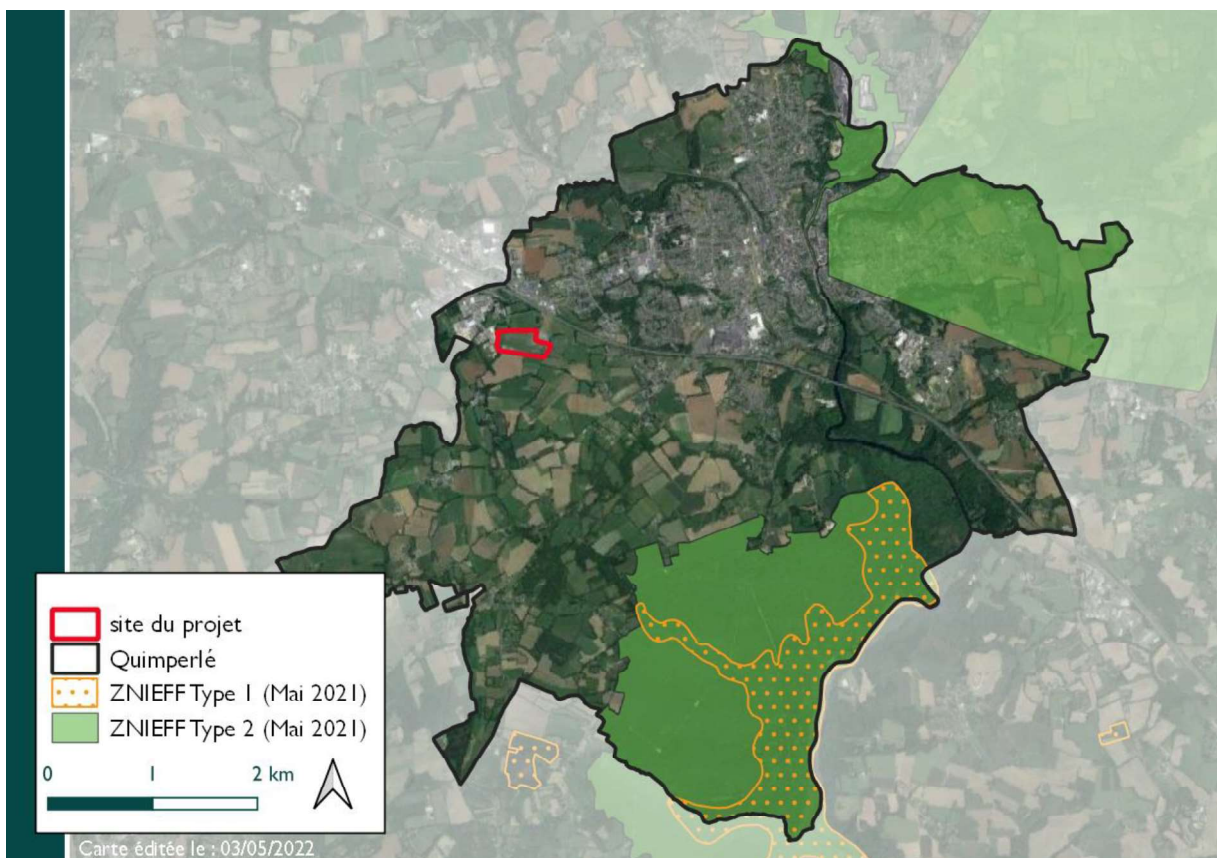 site du projet
Quimperlé
ZNIEFF Type 1 (Mai 2021)
ZNIEFF Type 2 (Mai 2021)
0 1 2 km
Carte éditée le : 03/05/2022